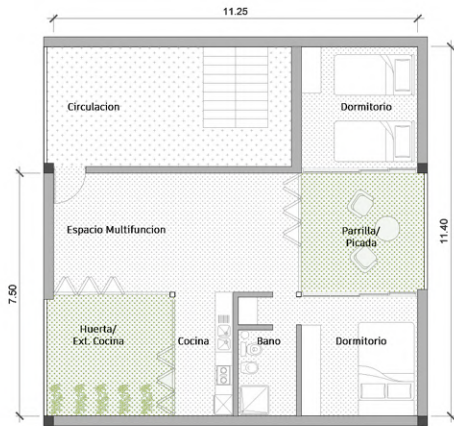 11.25
Circulacion
Dormitorio
Espacio Multifuncion
Parrilla/
Picada
11.40
7.50
Huerta/
Ext. Cocina
Cocina
Bano
Dormitorio